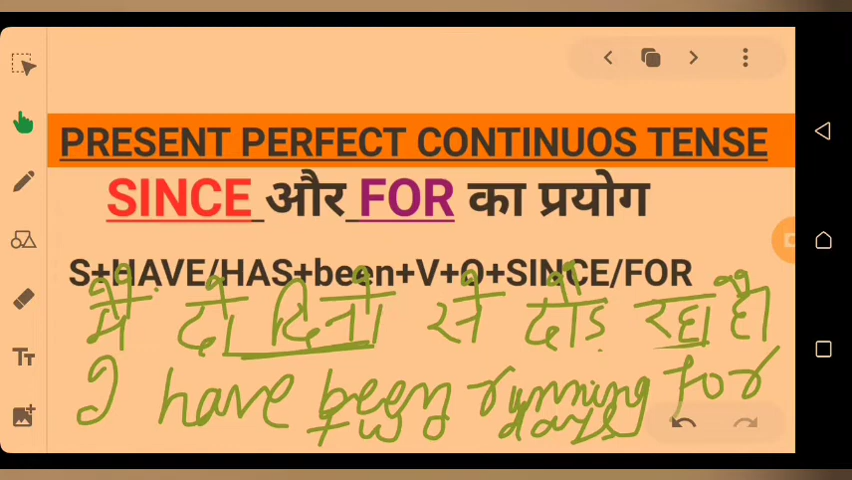 PRESENT PERFECT CONTINUOS TENSE
SINCE और FOR का प्रयोग
S+HAVE/HAS+been+V+O+SINCE/FOR
मैं दो दिनों से दौड़ रहा हूँ
I have been running for
two days
Tт